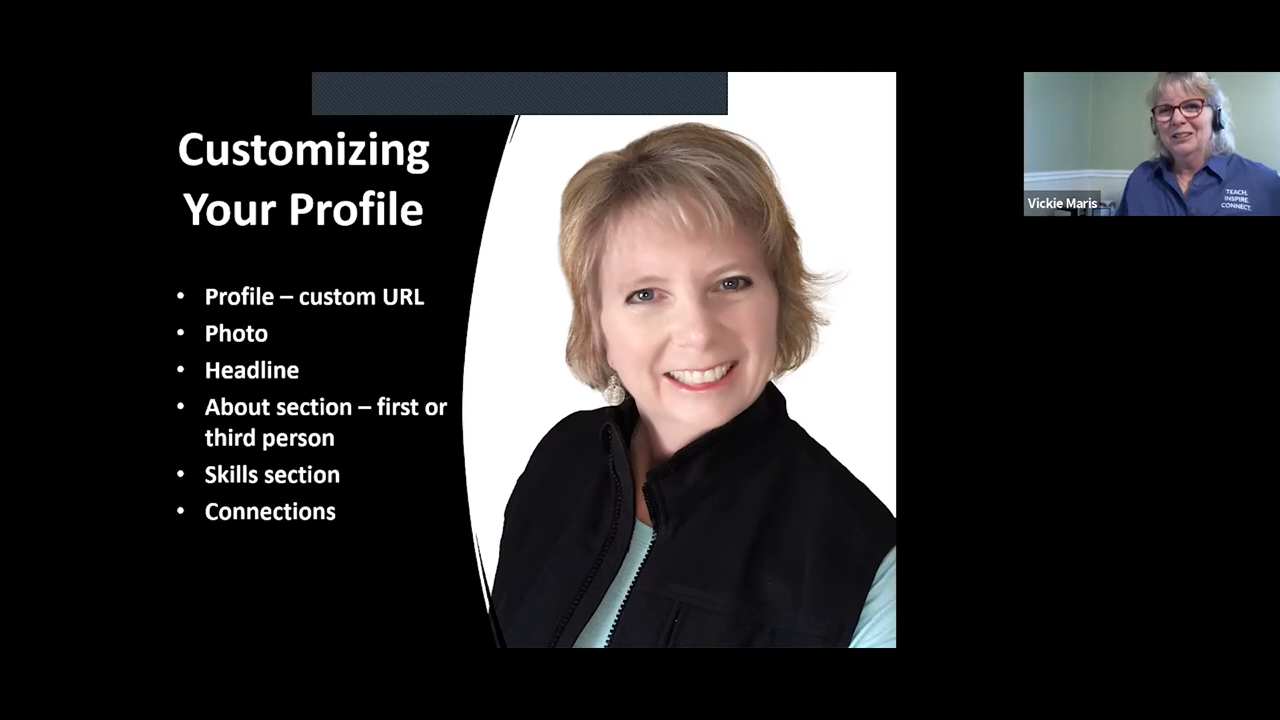 Customizing
Your Profile
• Profile – custom URL
• Photo
• Headline
• About section – first or
third person
• Skills section
• Connections
Vickie Maris
TEACH.
INSPIRE.
CONNECT.